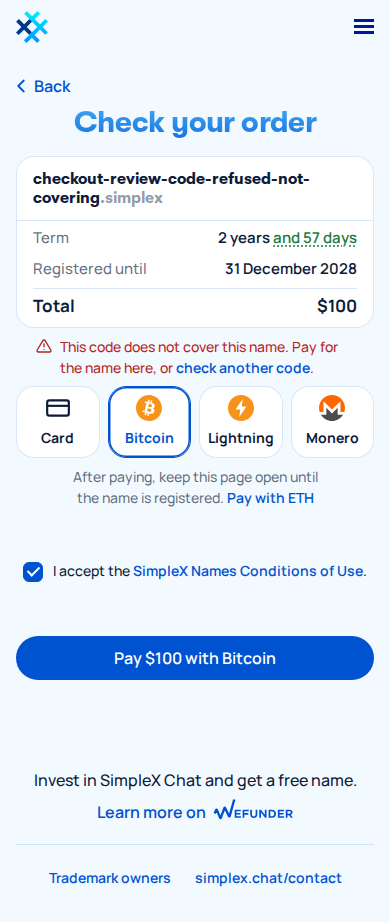 Back
Check your order
checkout-review-code-refused-not-
covering.simplex
Term 2 years and 57 days
Registered until 31 December 2028
Total $100
This code does not cover this name. Pay for
the name here, or check another code.
Card Bitcoin Lightning Monero
After paying, keep this page open until
the name is registered. Pay with ETH
I accept the SimpleX Names Conditions of Use.
Pay $100 with Bitcoin
Invest in SimpleX Chat and get a free name.
Learn more on WEFUNDER
Trademark owners simplex.chat/contact